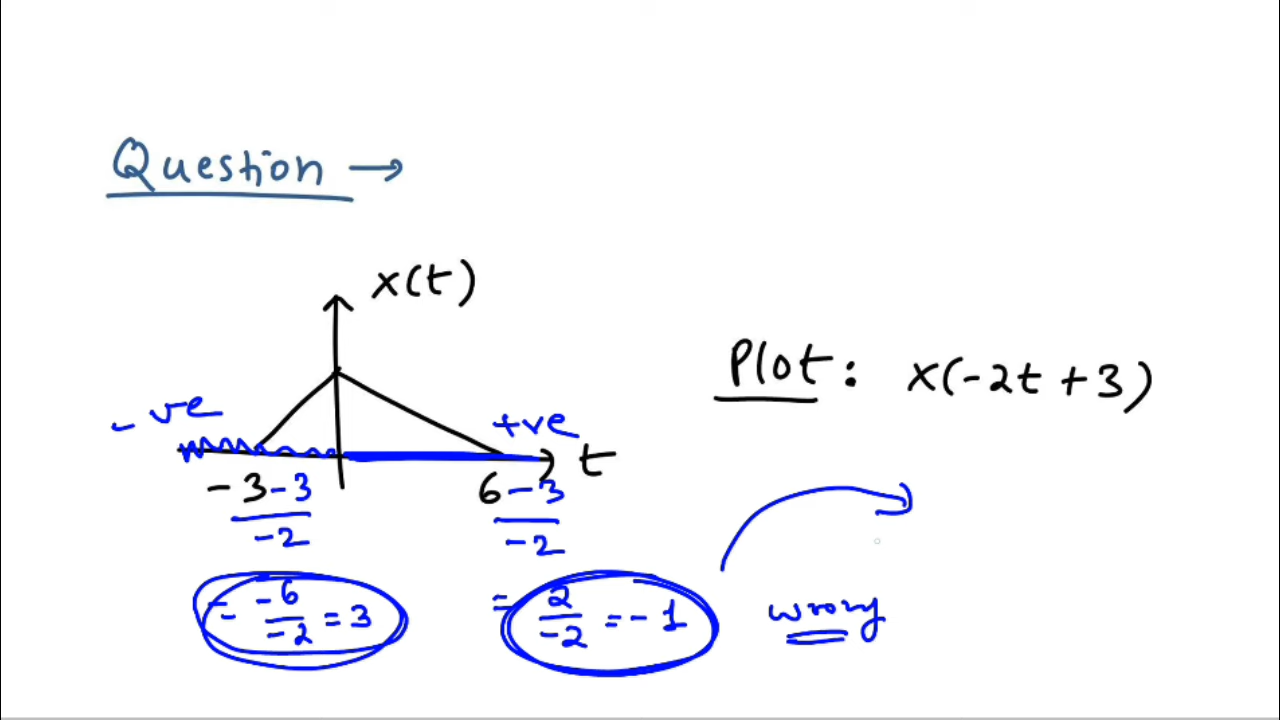 Question →
x(t)
Plot : x(-2t + 3)
- ve
+ve
t
-3-3
6-3
-2
-2
= -6/-2 = 3
= 2/-2 = -1
wrong